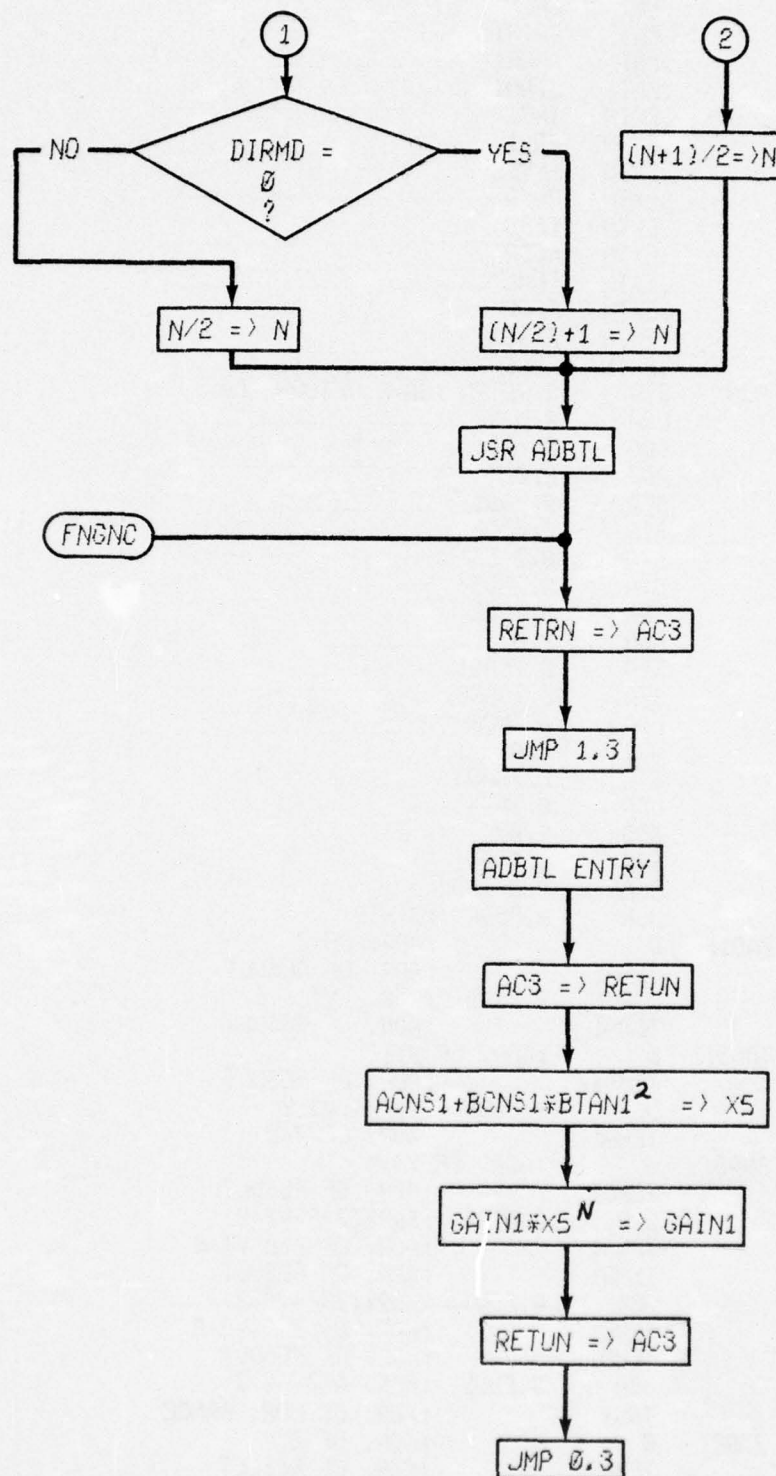 1
2
NO
DIRMD =
Ø
?
YES
(N+1)/2=>N
N/2 => N
(N/2)+1 => N
JSR ADBTL
FNGNC
RETRN => AC3
JMP 1.3
ADBTL ENTRY
AC3 => RETUN
ACNS1+BCNS1*BTAN1² => X5
GAIN1*X5ᴺ => GAIN1
RETUN => AC3
JMP Ø.3